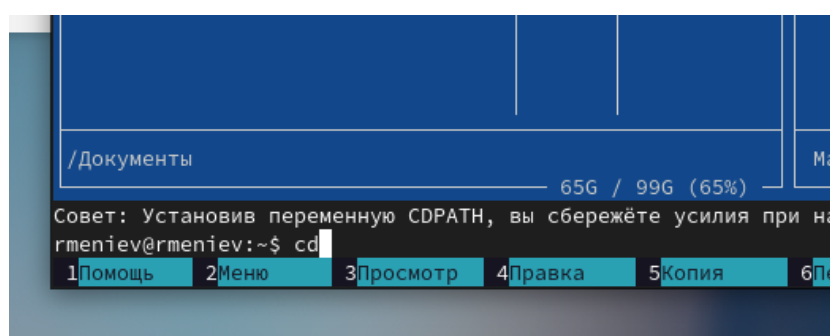 /Документы
65G / 99G (65%)
Совет: Установив переменную CDPATH, вы сбережёте усилия при
rmeniev@rmeniev:~$ cd
1Помощь 2Меню 3Просмотр 4Правка 5Копия 6